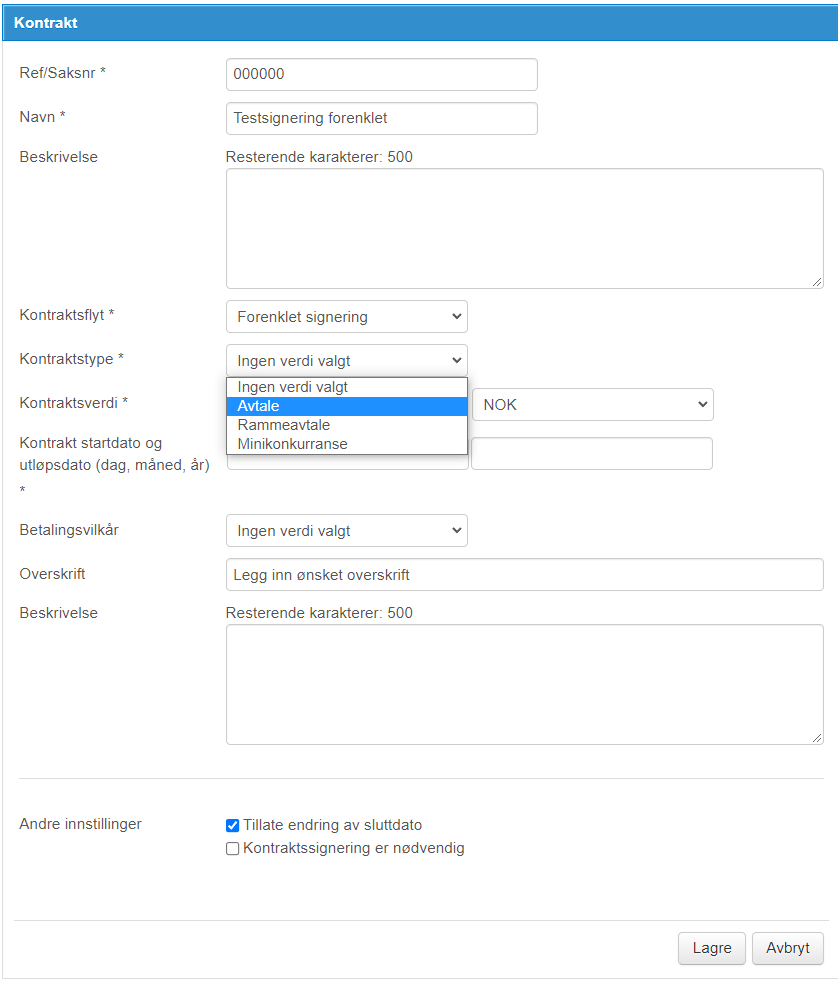 Kontrakt
Ref/Saksnr *
000000
Navn *
Testsignering forenklet
Beskrivelse
Resterende karakterer: 500
Kontraktsflyt *
Forenklet signering
Kontraktstype *
Ingen verdi valgt
Ingen verdi valgt
Avtale
Rammeavtale
Minikonkurranse
Kontraktsverdi *
NOK
Kontrakt startdato og
utløpsdato (dag, måned, år)
*
Betalingsvilkår
Ingen verdi valgt
Overskrift
Legg inn ønsket overskrift
Beskrivelse
Resterende karakterer: 500
Andre innstillinger
Tillate endring av sluttdato
Kontraktssignering er nødvendig
Lagre
Avbryt